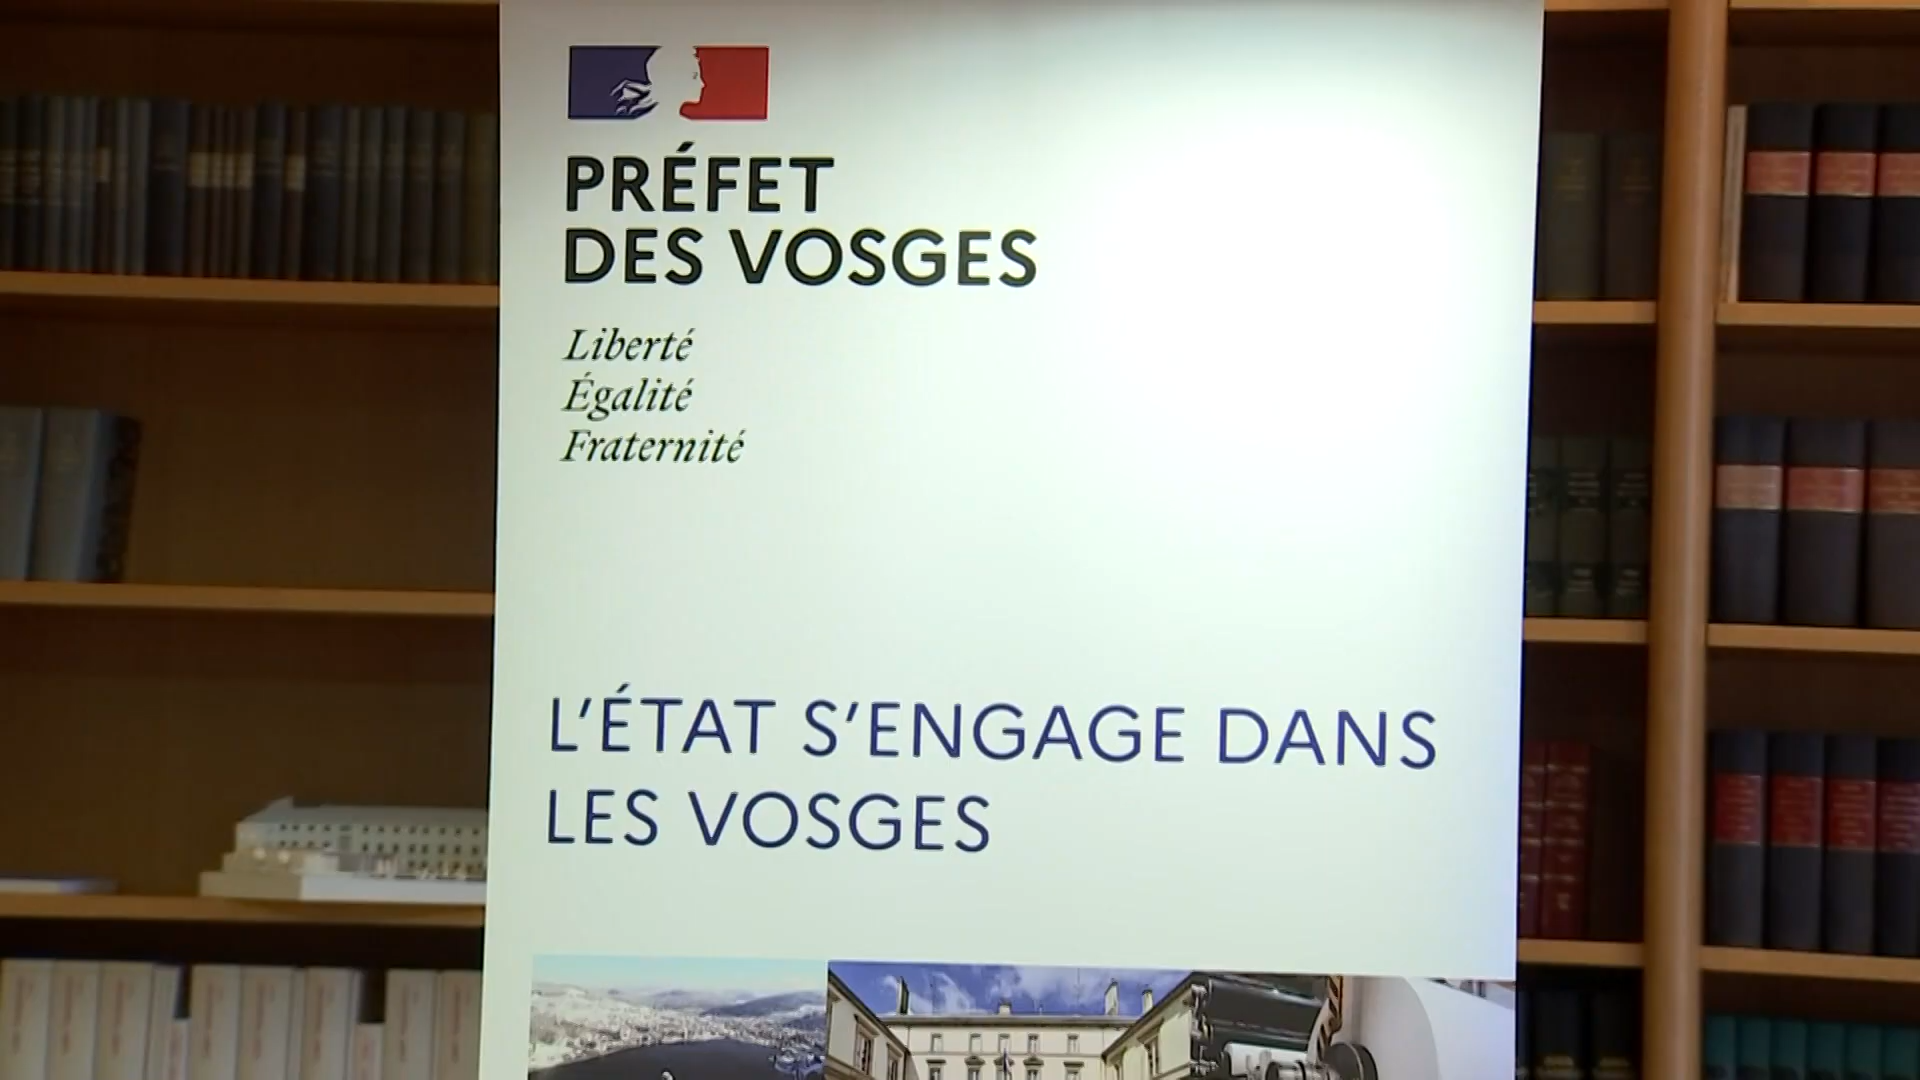 PRÉFET
DES VOSGES
Liberté
Égalité
Fraternité
L'ÉTAT S'ENGAGE DANS
LES VOSGES